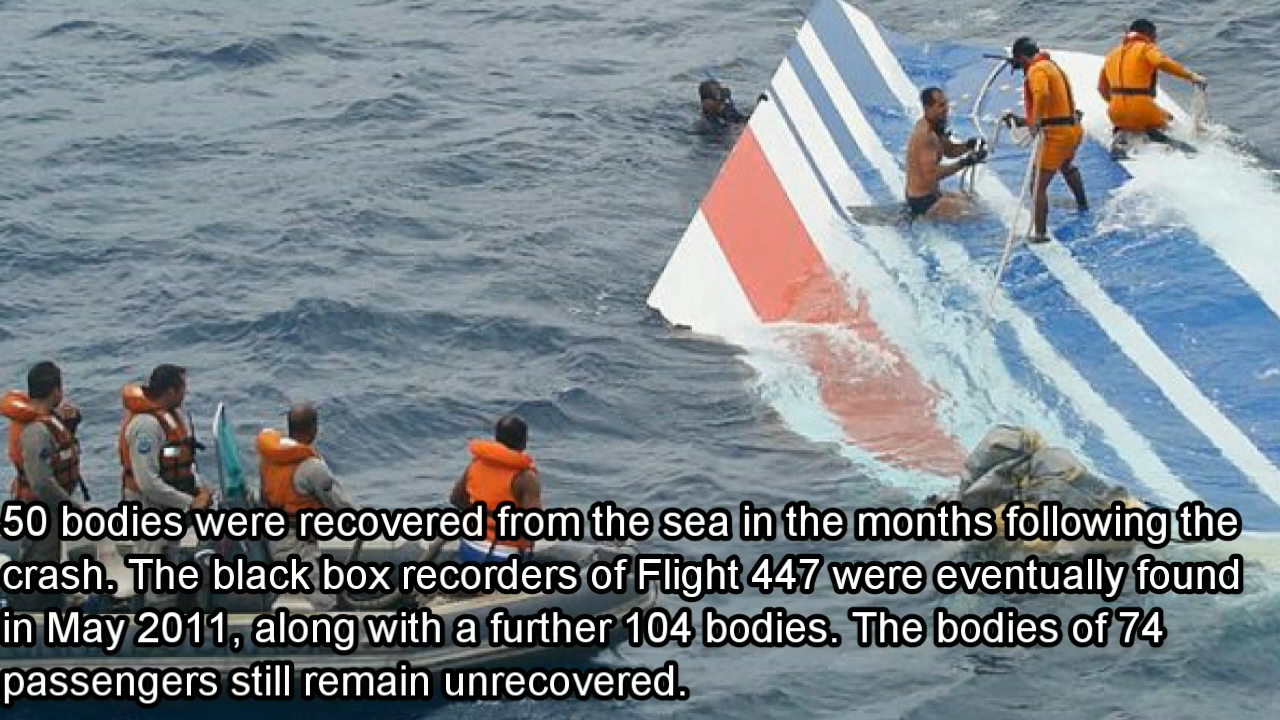 50 bodies were recovered from the sea in the months following the
crash. The black box recorders of Flight 447 were eventually found
in May 2011, along with a further 104 bodies. The bodies of 74
passengers still remain unrecovered.